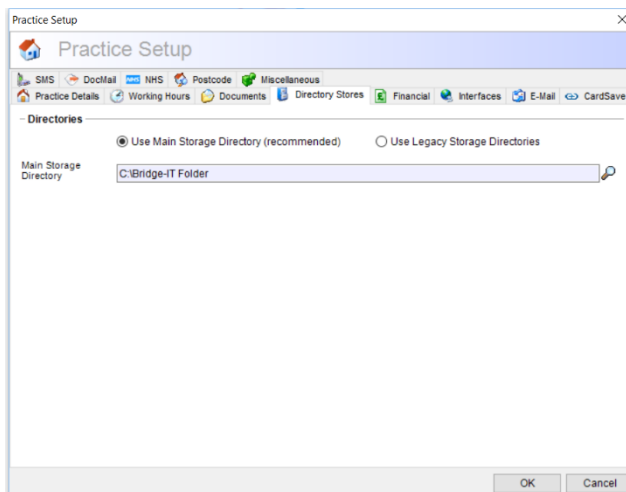 Practice Setup
Practice Setup
SMS DocMail NHS NHS Postcode Miscellaneous
Practice Details Working Hours Documents Directory Stores £ Financial Interfaces E-Mail CardSave
Directories
Use Main Storage Directory (recommended) Use Legacy Storage Directories
Main Storage
Directory
C:\Bridge-IT Folder
OK Cancel